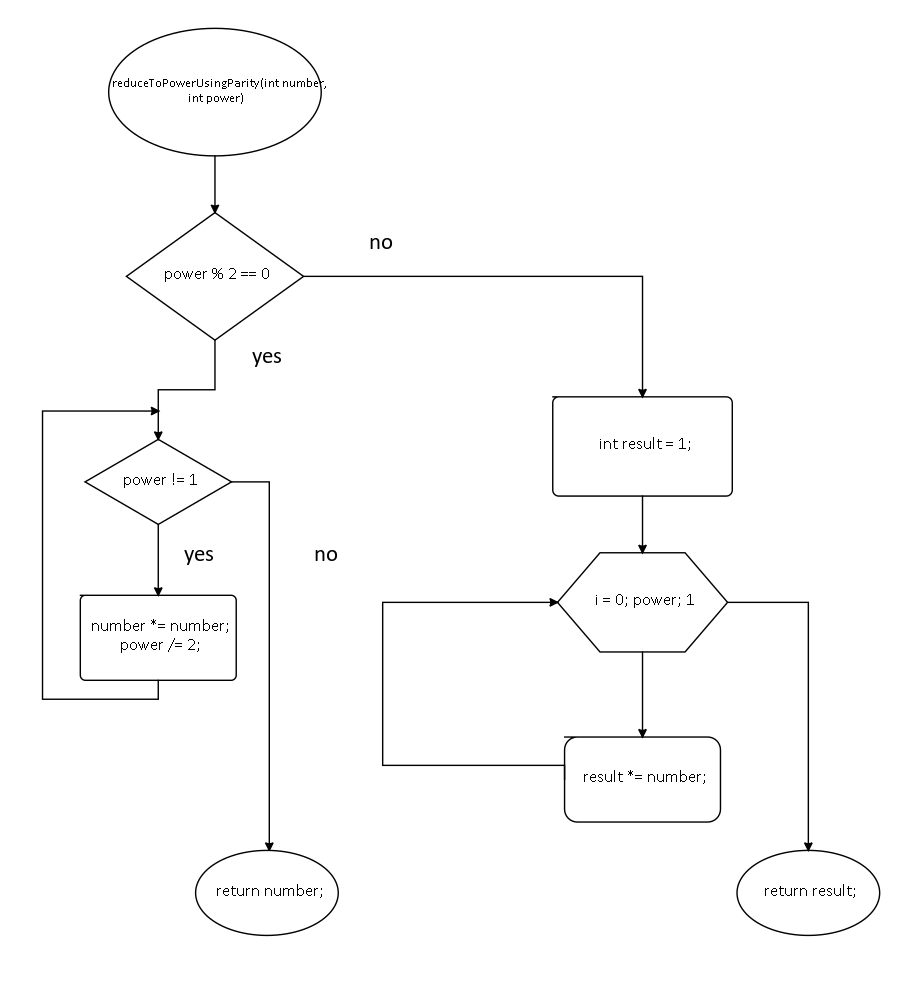 reduceToPowerUsingParity(int number,
int power)
no
power % 2 == 0
yes
int result = 1;
power != 1
yes
no
i = 0; power; 1
number *= number;
power /= 2;
result *= number;
return number;
return result;